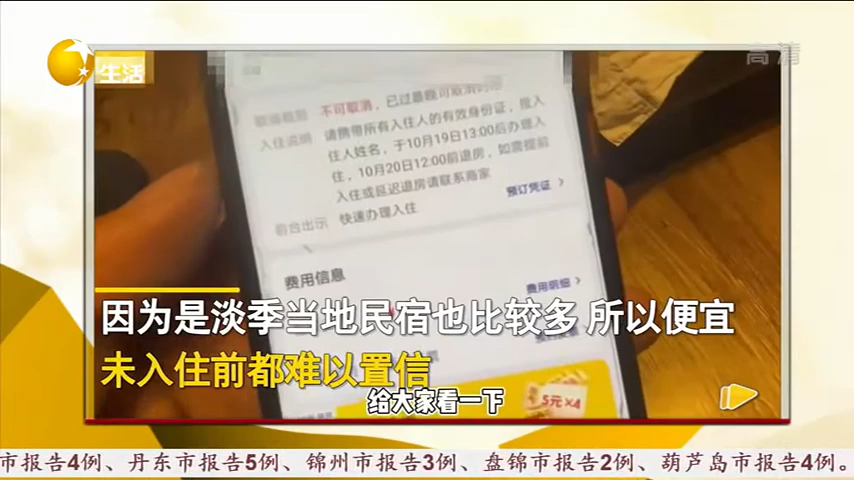 高清
生活
不可取消，已过最晚可取消时间
入住说明
请携带所有入住人的有效身份证，报入
住人姓名，于10月19日13:00后办理入
住，10月20日12:00前退房，如需提前
入住或延迟退房请联系商家
预订凭证
前台出示
快速办理入住
费用信息
费用明细
因为是淡季当地民宿也比较多 所以便宜
未入住前都难以置信
5元×4
给大家看一下
市报告4例、丹东市报告5例、锦州市报告3例、盘锦市报告2例、葫芦岛市报告4例。